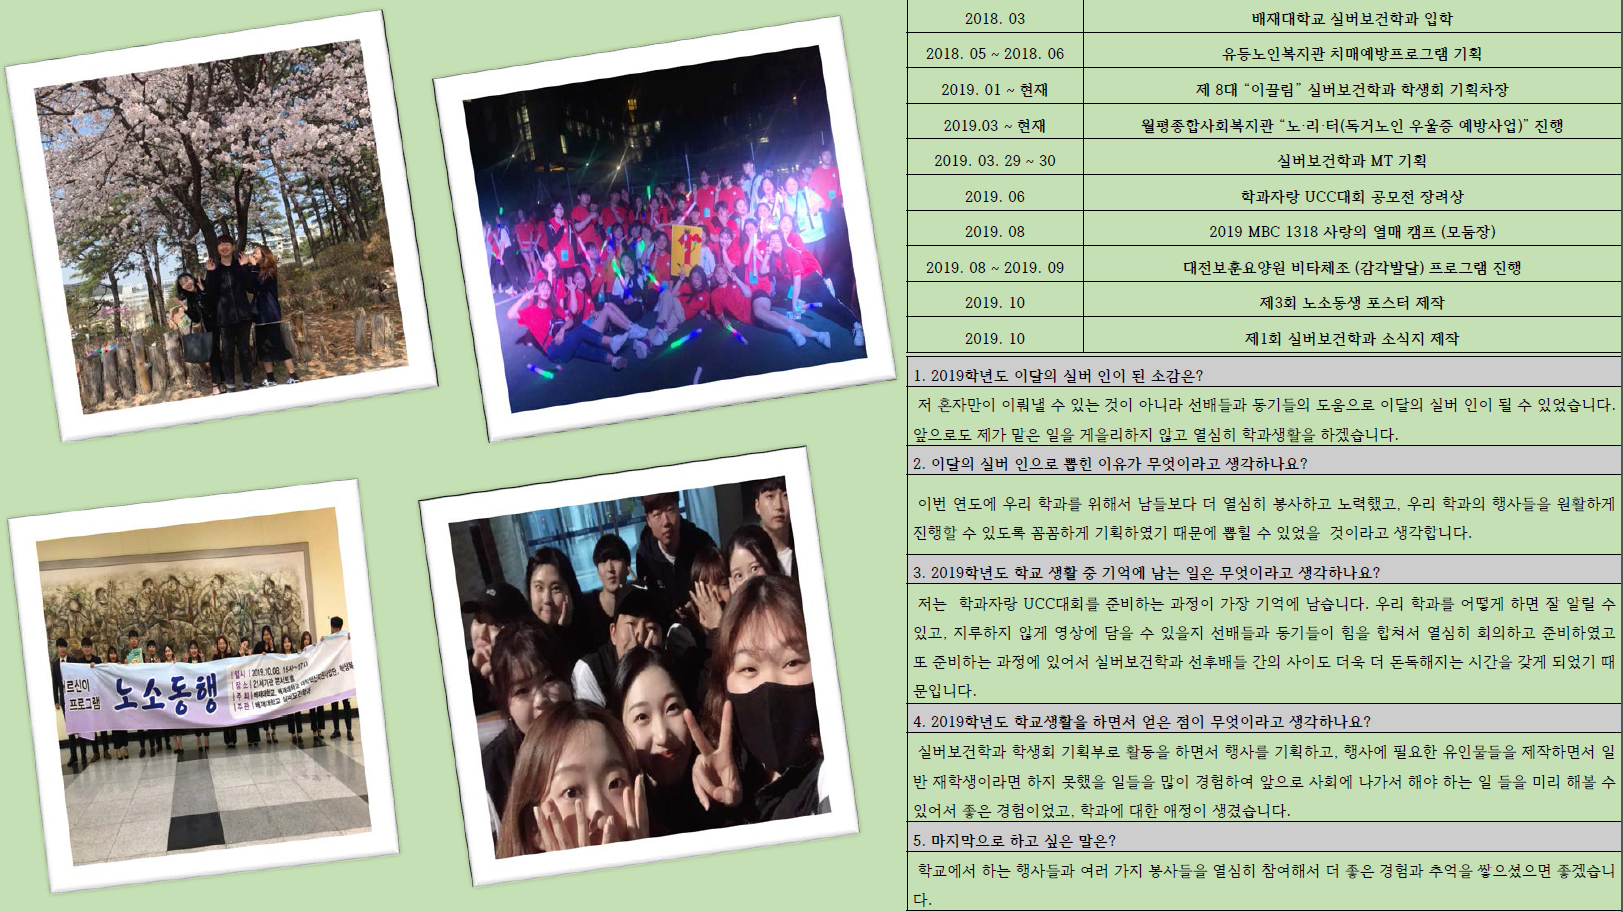 2018. 03 배재대학교 실버보건학과 입학
2018. 05 ~ 2018. 06 유등노인복지관 치매예방프로그램 기획
2019. 01 ~ 현재 제 8대 “이끌림” 실버보건학과 학생회 기획차장
2019.03 ~ 현재 월평종합사회복지관 “노·리·터(독거노인 우울증 예방사업)” 진행
2019. 03. 29 ~ 30 실버보건학과 MT 기획
2019. 06 학과자랑 UCC대회 공모전 장려상
2019. 08 2019 MBC 1318 사랑의 열매 캠프 (모둠장)
2019. 08 ~ 2019. 09 대전보훈요양원 비타체조 (감각발달) 프로그램 진행
2019. 10 제3회 노소동생 포스터 제작
2019. 10 제1회 실버보건학과 소식지 제작
1. 2019학년도 이달의 실버 인이 된 소감은?
저 혼자만이 이뤄낼 수 있는 것이 아니라 선배들과 동기들의 도움으로 이달의 실버 인이 될 수 있었습니다.
앞으로도 제가 맡은 일을 게을리하지 않고 열심히 학과생활을 하겠습니다.
2. 이달의 실버 인으로 뽑힌 이유가 무엇이라고 생각하나요?
이번 연도에 우리 학과를 위해서 남들보다 더 열심히 봉사하고 노력했고, 우리 학과의 행사들을 원활하게
진행할 수 있도록 꼼꼼하게 기획하였기 때문에 뽑힐 수 있었을 것이라고 생각합니다.
3. 2019학년도 학교 생활 중 기억에 남는 일은 무엇이라고 생각하나요?
저는 학과자랑 UCC대회를 준비하는 과정이 가장 기억에 남습니다. 우리 학과를 어떻게 하면 잘 알릴 수
있고, 지루하지 않게 영상에 담을 수 있을지 선배들과 동기들이 힘을 합쳐서 열심히 회의하고 준비하였고
또 준비하는 과정에 있어서 실버보건학과 선후배들 간의 사이도 더욱 더 돈독해지는 시간을 갖게 되었기 때
문입니다.
4. 2019학년도 학교생활을 하면서 얻은 점이 무엇이라고 생각하나요?
실버보건학과 학생회 기획부로 활동을 하면서 행사를 기획하고, 행사에 필요한 유인물들을 제작하면서 일
반 재학생이라면 하지 못했을 일들을 많이 경험하여 앞으로 사회에 나가서 해야 하는 일 들을 미리 해볼 수
있어서 좋은 경험이었고, 학과에 대한 애정이 생겼습니다.
5. 마지막으로 하고 싶은 말은?
학교에서 하는 행사들과 여러 가지 봉사들을 열심히 참여해서 더 좋은 경험과 추억을 쌓으셨으면 좋겠습니
다.
르신이
프로그램
노소동행
일시 2019.10.08.
장소 21세기관 콘서트홀
주최 배재대학교,
주관 배재대학교 실버보건학과